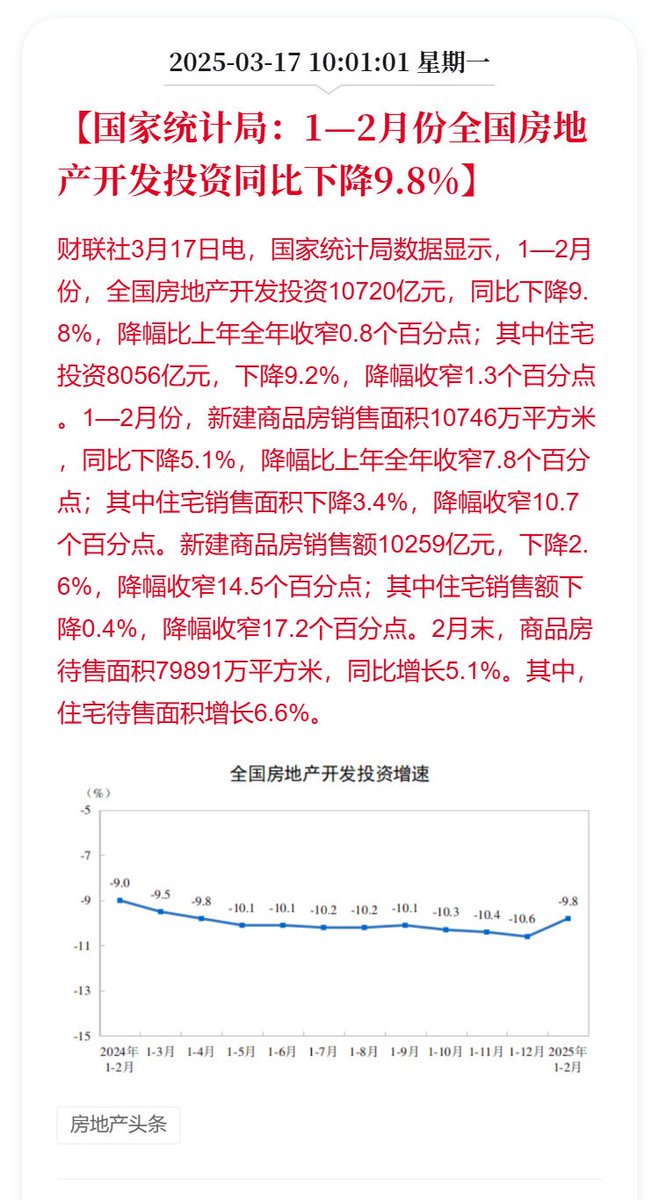 2025-03-17 10:01:01 星期一
【国家统计局：1—2月份全国房地
产开发投资同比下降9.8%】
财联社3月17日电，国家统计局数据显示，1—2月
份，全国房地产开发投资10720亿元，同比下降9.
8%，降幅比上年全年收窄0.8个百分点；其中住宅
投资8056亿元，下降9.2%，降幅收窄1.3个百分点
。1—2月份，新建商品房销售面积10746万平方米
，同比下降5.1%，降幅比上年全年收窄7.8个百分
点；其中住宅销售面积下降3.4%，降幅收窄10.7
个百分点。新建商品房销售额10259亿元，下降2.
6%，降幅收窄14.5个百分点；其中住宅销售额下
降0.4%，降幅收窄17.2个百分点。2月末，商品房
待售面积79891万平方米，同比增长5.1%。其中，
住宅待售面积增长6.6%。
全国房地产开发投资增速
（%）
-5
-7
-9
-11
-13
-15
-9.0
-9.5
-9.8
-10.1
-10.1
-10.2
-10.2
-10.1
-10.3
-10.4
-10.6
-9.8
2024年 1-3月 1-4月 1-5月 1-6月 1-7月 1-8月 1-9月 1-10月 1-11月 1-12月 2025年
1-2月 1-2月
房地产头条